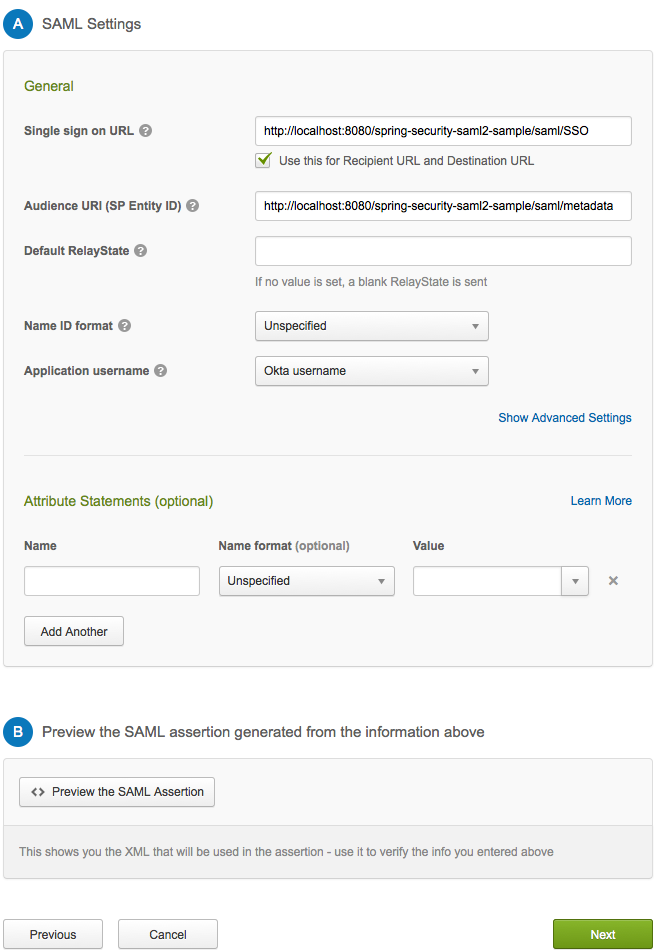 A SAML Settings
General
Single sign on URL ?
http://localhost:8080/spring-security-saml2-sample/saml/SSO
Use this for Recipient URL and Destination URL
Audience URI (SP Entity ID) ?
http://localhost:8080/spring-security-saml2-sample/saml/metadata
Default RelayState ?
If no value is set, a blank RelayState is sent
Name ID format ?
Unspecified
Application username ?
Okta username
Show Advanced Settings
Attribute Statements (optional)
Learn More
Name Name format (optional) Value
Unspecified
Add Another
B Preview the SAML assertion generated from the information above
<> Preview the SAML Assertion
This shows you the XML that will be used in the assertion - use it to verify the info you entered above
Previous Cancel Next